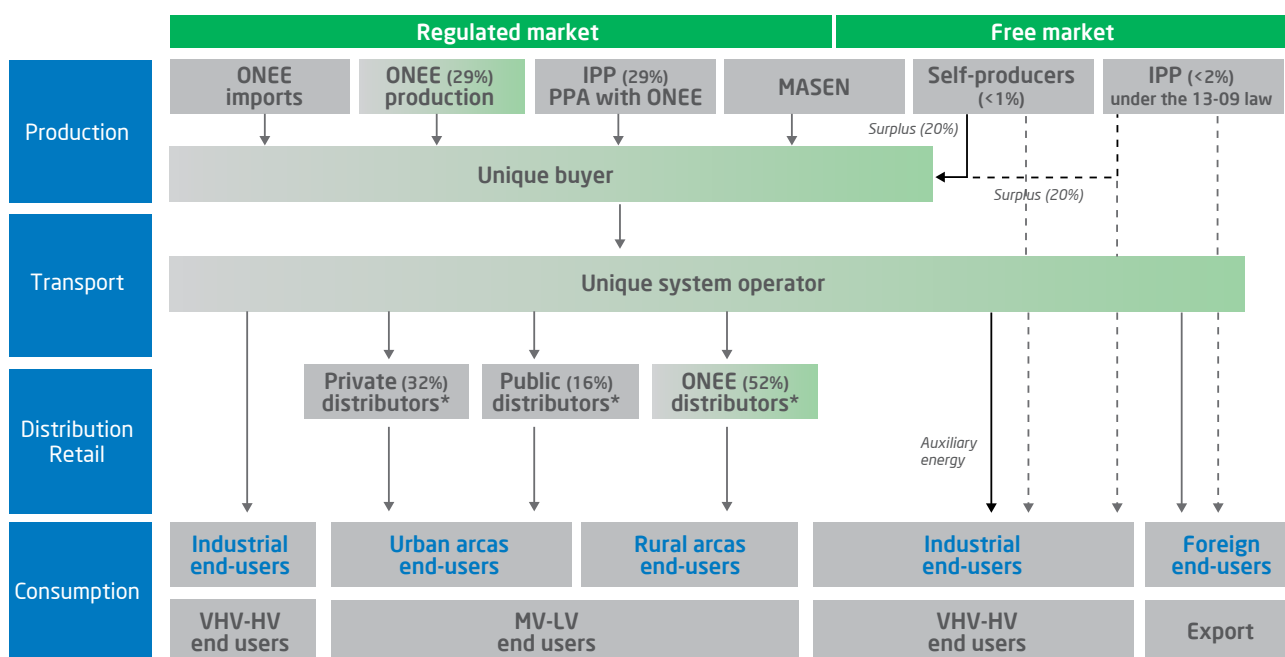 Regulated market
Free market
Production
ONEE
imports
ONEE (29%)
production
IPP (29%)
PPA with ONEE
MASEN
Self-producers
(<1%)
IPP (<2%)
under the 13-09 law
Surplus (20%)
Unique buyer
Surplus (20%)
Transport
Unique system operator
Distribution
Retail
Private (32%)
distributors*
Public (16%)
distributors*
ONEE (52%)
distributors*
Auxiliary
energy
Consumption
Industrial
end-users
Urban arcas
end-users
Rural arcas
end-users
Industrial
end-users
Foreign
end-users
VHV-HV
end users
MV-LV
end users
VHV-HV
end users
Export